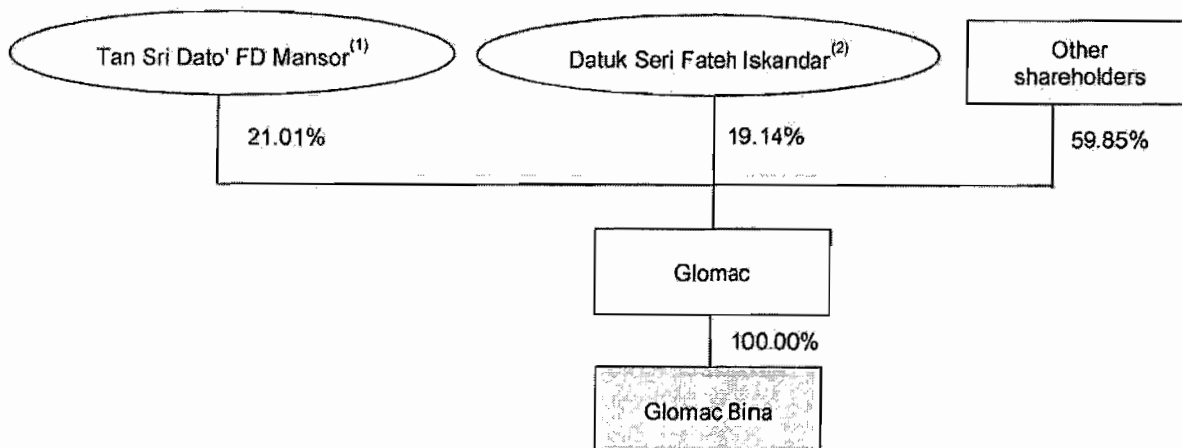 Tan Sri Dato' FD Mansor(1)
Datuk Seri Fateh Iskandar(2)
Other
shareholders
21.01%
19.14%
59.85%
Glomac
100.00%
Glomac Bina